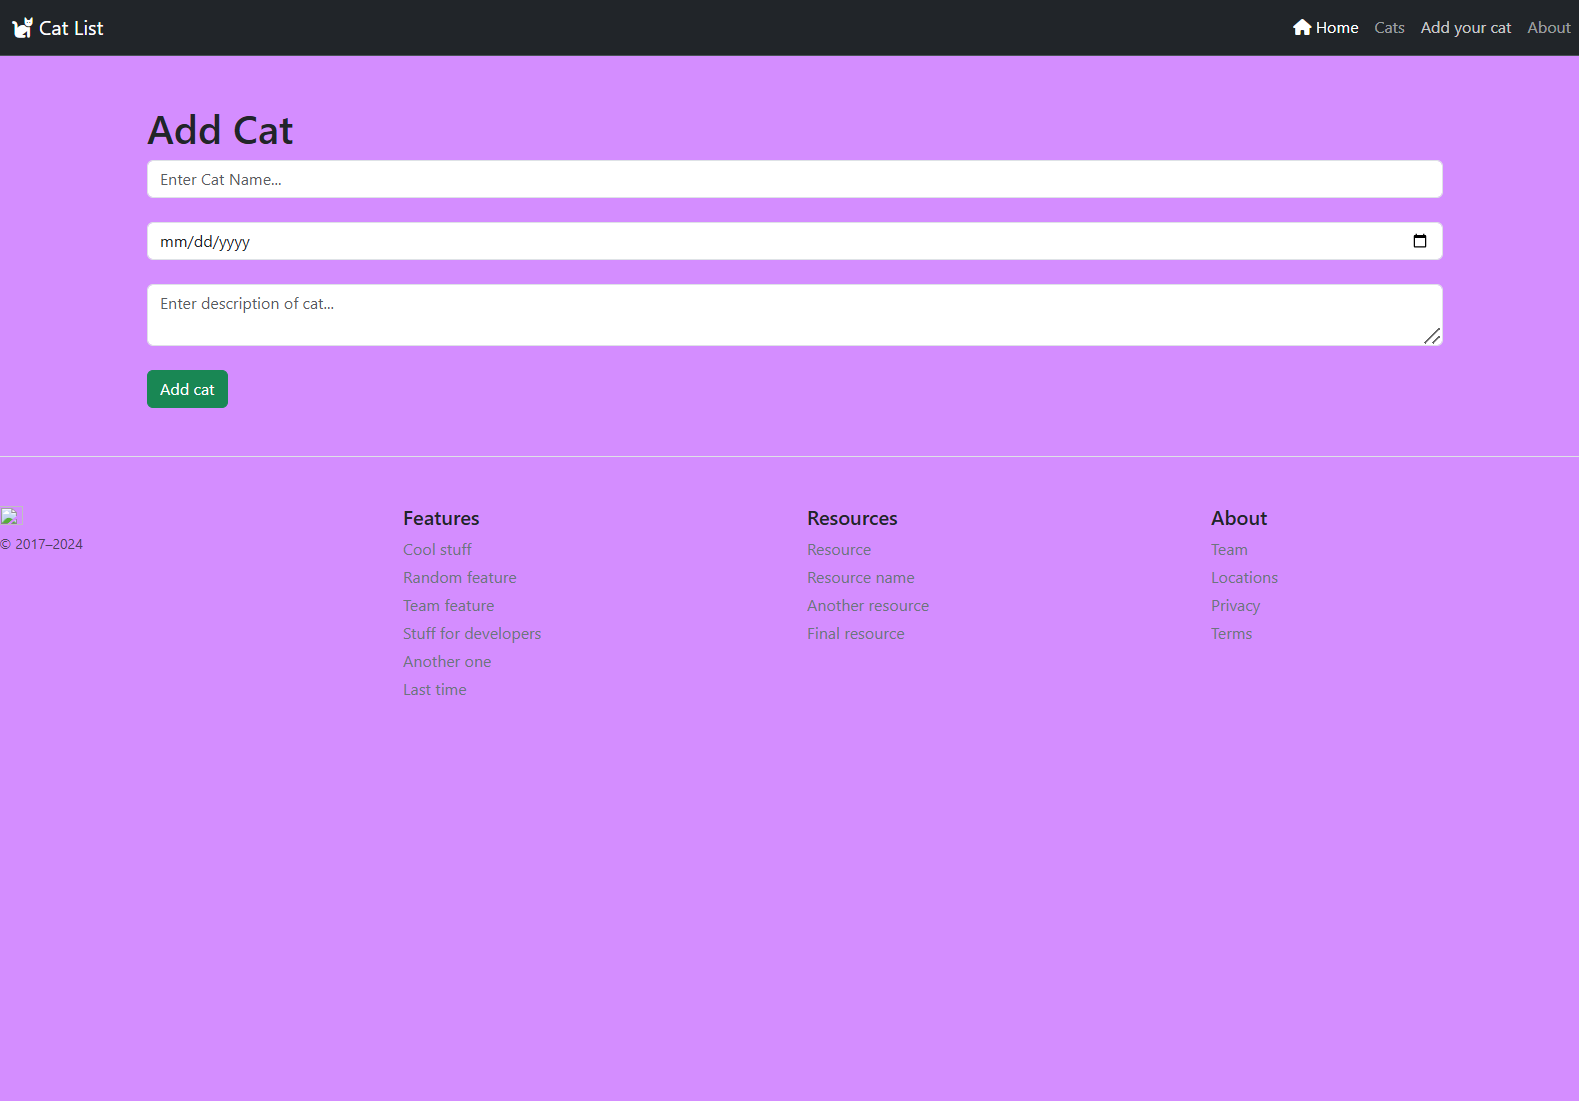 Cat List
Home Cats Add your cat About
Add Cat
Enter Cat Name...
mm/dd/yyyy
Enter description of cat...
Add cat
© 2017–2024
Features
Cool stuff
Random feature
Team feature
Stuff for developers
Another one
Last time
Resources
Resource
Resource name
Another resource
Final resource
About
Team
Locations
Privacy
Terms